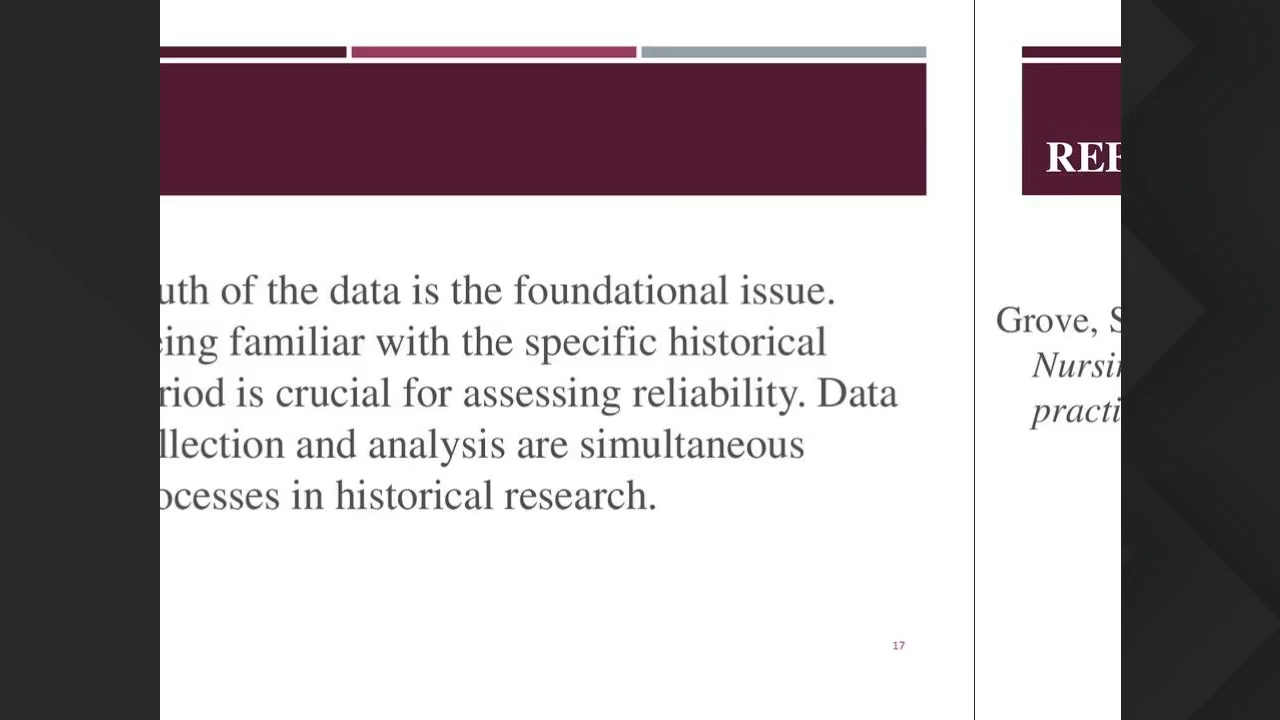 uth of the data is the foundational issue.
eing familiar with the specific historical
riod is crucial for assessing reliability. Data
llection and analysis are simultaneous
ocesses in historical research.
17
REF
Grove, S
Nursin
practi